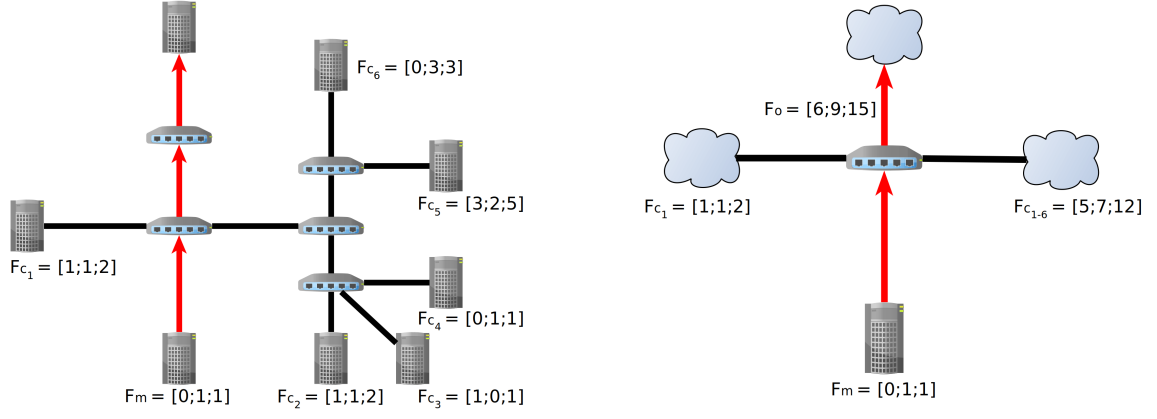 Fc6 = [0;3;3]
Fc5 = [3;2;5]
Fc1 = [1;1;2]
Fc4 = [0;1;1]
Fm = [0;1;1]
Fc2 = [1;1;2]
Fc3 = [1;0;1]
Fo = [6;9;15]
Fc1 = [1;1;2]
Fc1-6 = [5;7;12]
Fm = [0;1;1]